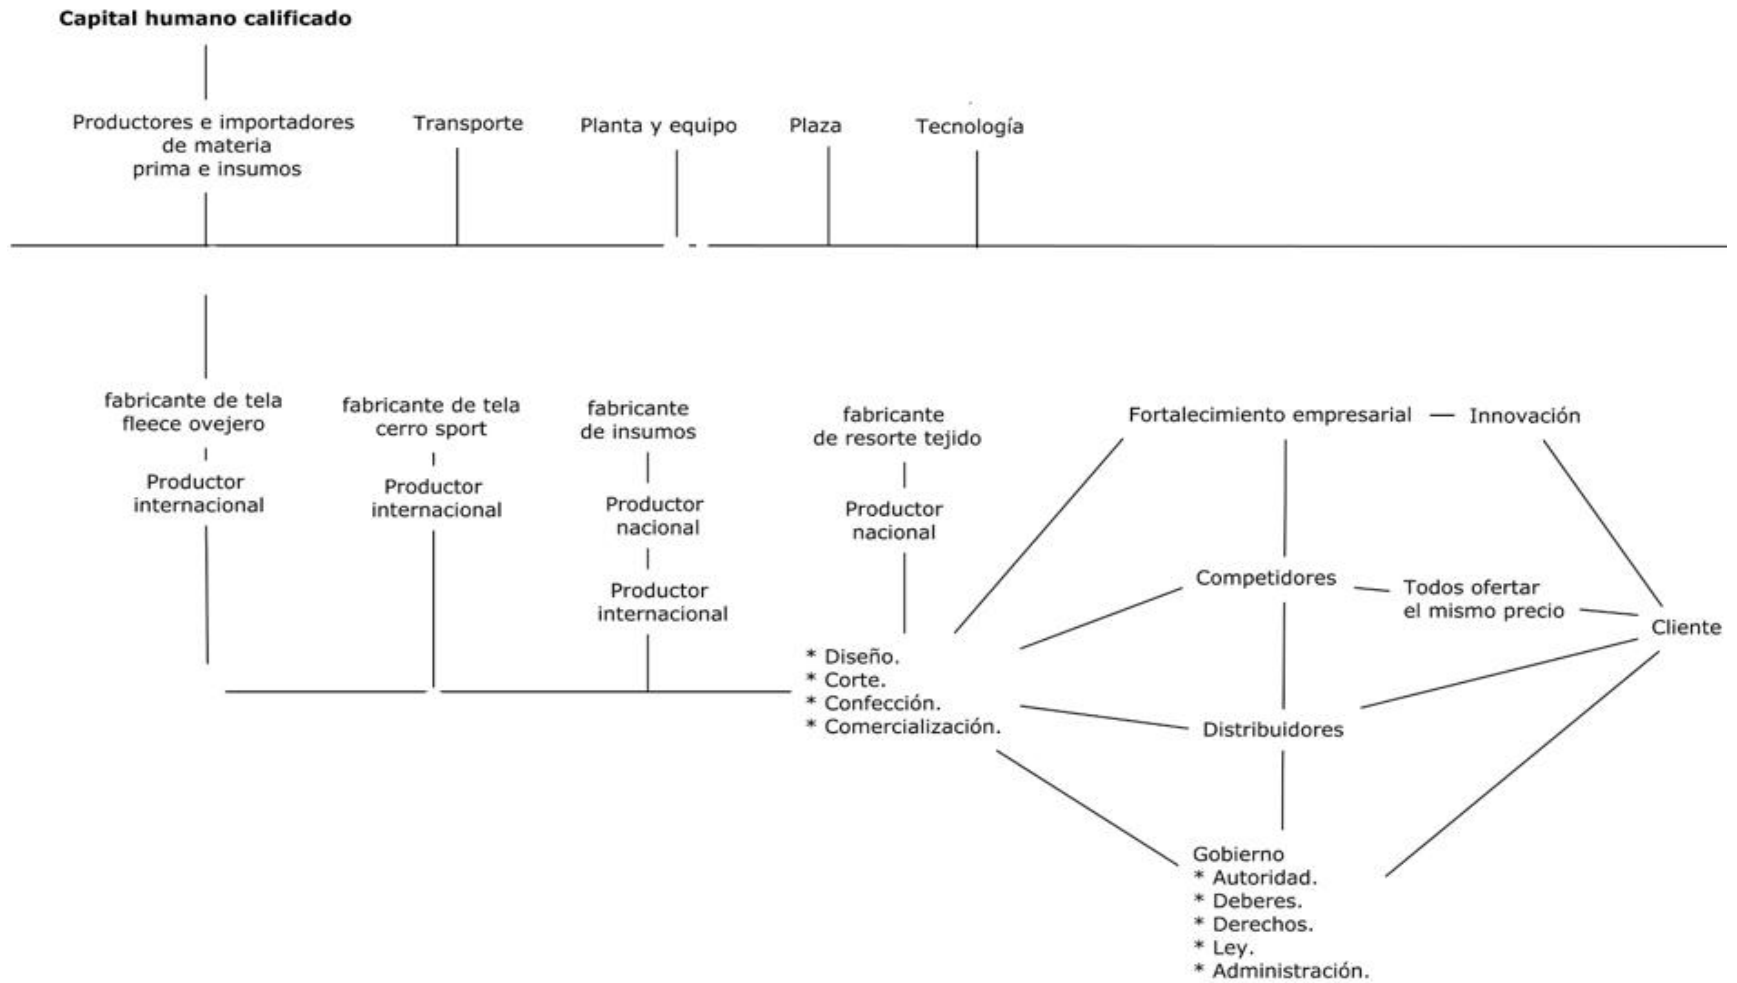 Capital humano calificado
Productores e importadores
de materia
prima e insumos
Transporte
Planta y equipo
Plaza
Tecnología
fabricante de tela
fleece ovejero
Productor
internacional
fabricante de tela
cerro sport
Productor
internacional
fabricante
de insumos
Productor
nacional
Productor
internacional
fabricante
de resorte tejido
Productor
nacional
* Diseño.
* Corte.
* Confección.
* Comercialización.
Fortalecimiento empresarial
Innovación
Competidores
Todos ofertar
el mismo precio
Cliente
Distribuidores
Gobierno
* Autoridad.
* Deberes.
* Derechos.
* Ley.
* Administración.